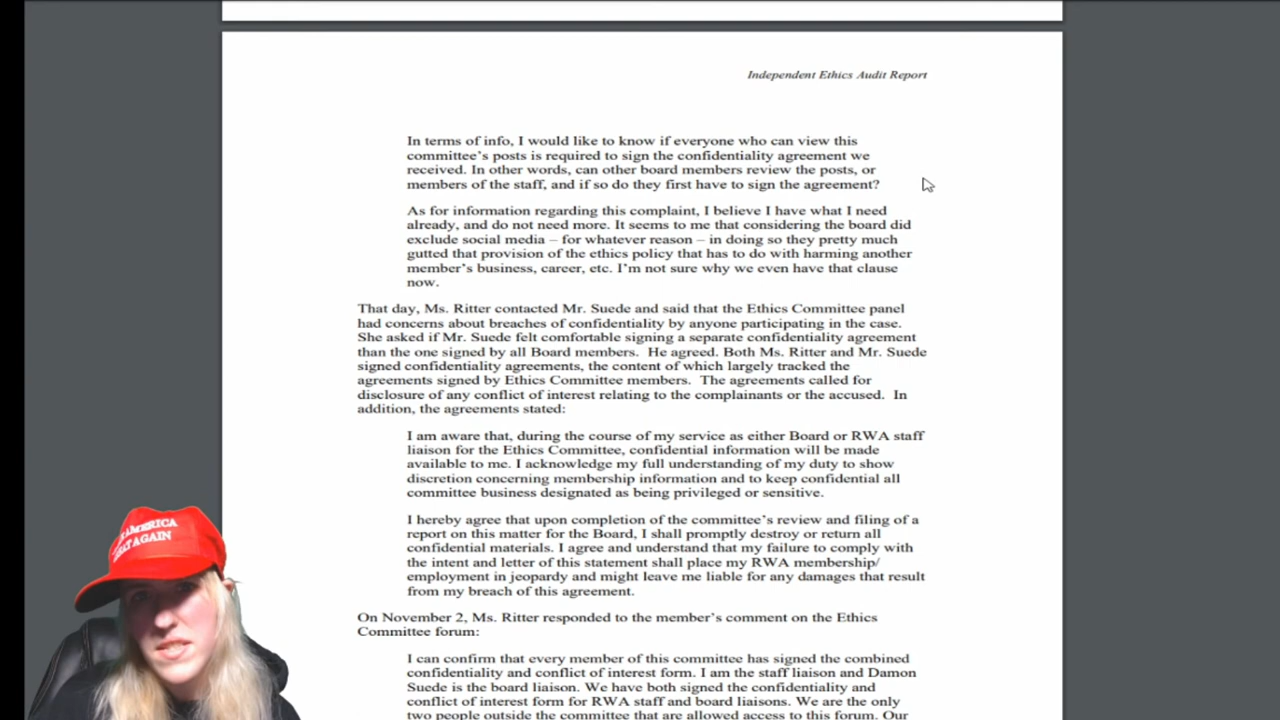 Independent Ethics Audit Report
In terms of info, I would like to know if everyone who can view this
committee's posts is required to sign the confidentiality agreement we
received. In other words, can other board members review the posts, or
members of the staff, and if so do they first have to sign the agreement?
As for information regarding this complaint, I believe I have what I need
already, and do not need more. It seems to me that considering the board did
exclude social media – for whatever reason – in doing so they pretty much
gutted that provision of the ethics policy that has to do with harming another
member's business, career, etc. I'm not sure why we even have that clause
now.
That day, Ms. Ritter contacted Mr. Suede and said that the Ethics Committee panel
had concerns about breaches of confidentiality by anyone participating in the case.
She asked if Mr. Suede felt comfortable signing a separate confidentiality agreement
than the one signed by all Board members.  He agreed. Both Ms. Ritter and Mr. Suede
signed confidentiality agreements, the content of which largely tracked the
agreements signed by Ethics Committee members.  The agreements called for
disclosure of any conflict of interest relating to the complainants or the accused.  In
addition, the agreements stated:
I am aware that, during the course of my service as either Board or RWA staff
liaison for the Ethics Committee, confidential information will be made
available to me. I acknowledge my full understanding of my duty to show
discretion concerning membership information and to keep confidential all
committee business designated as being privileged or sensitive.
I hereby agree that upon completion of the committee's review and filing of a
report on this matter for the Board, I shall promptly destroy or return all
confidential materials. I agree and understand that my failure to comply with
the intent and letter of this statement shall place my RWA membership/
employment in jeopardy and might leave me liable for any damages that result
from my breach of this agreement.
On November 2, Ms. Ritter responded to the member's comment on the Ethics
Committee forum:
I can confirm that every member of this committee has signed the combined
confidentiality and conflict of interest form. I am the staff liaison and Damon
Suede is the board liaison. We have both signed the confidentiality and
conflict of interest form for RWA staff and board liaisons. We are the only
two people outside the committee that are allowed access to this forum. Our
AMERICA
AGAIN